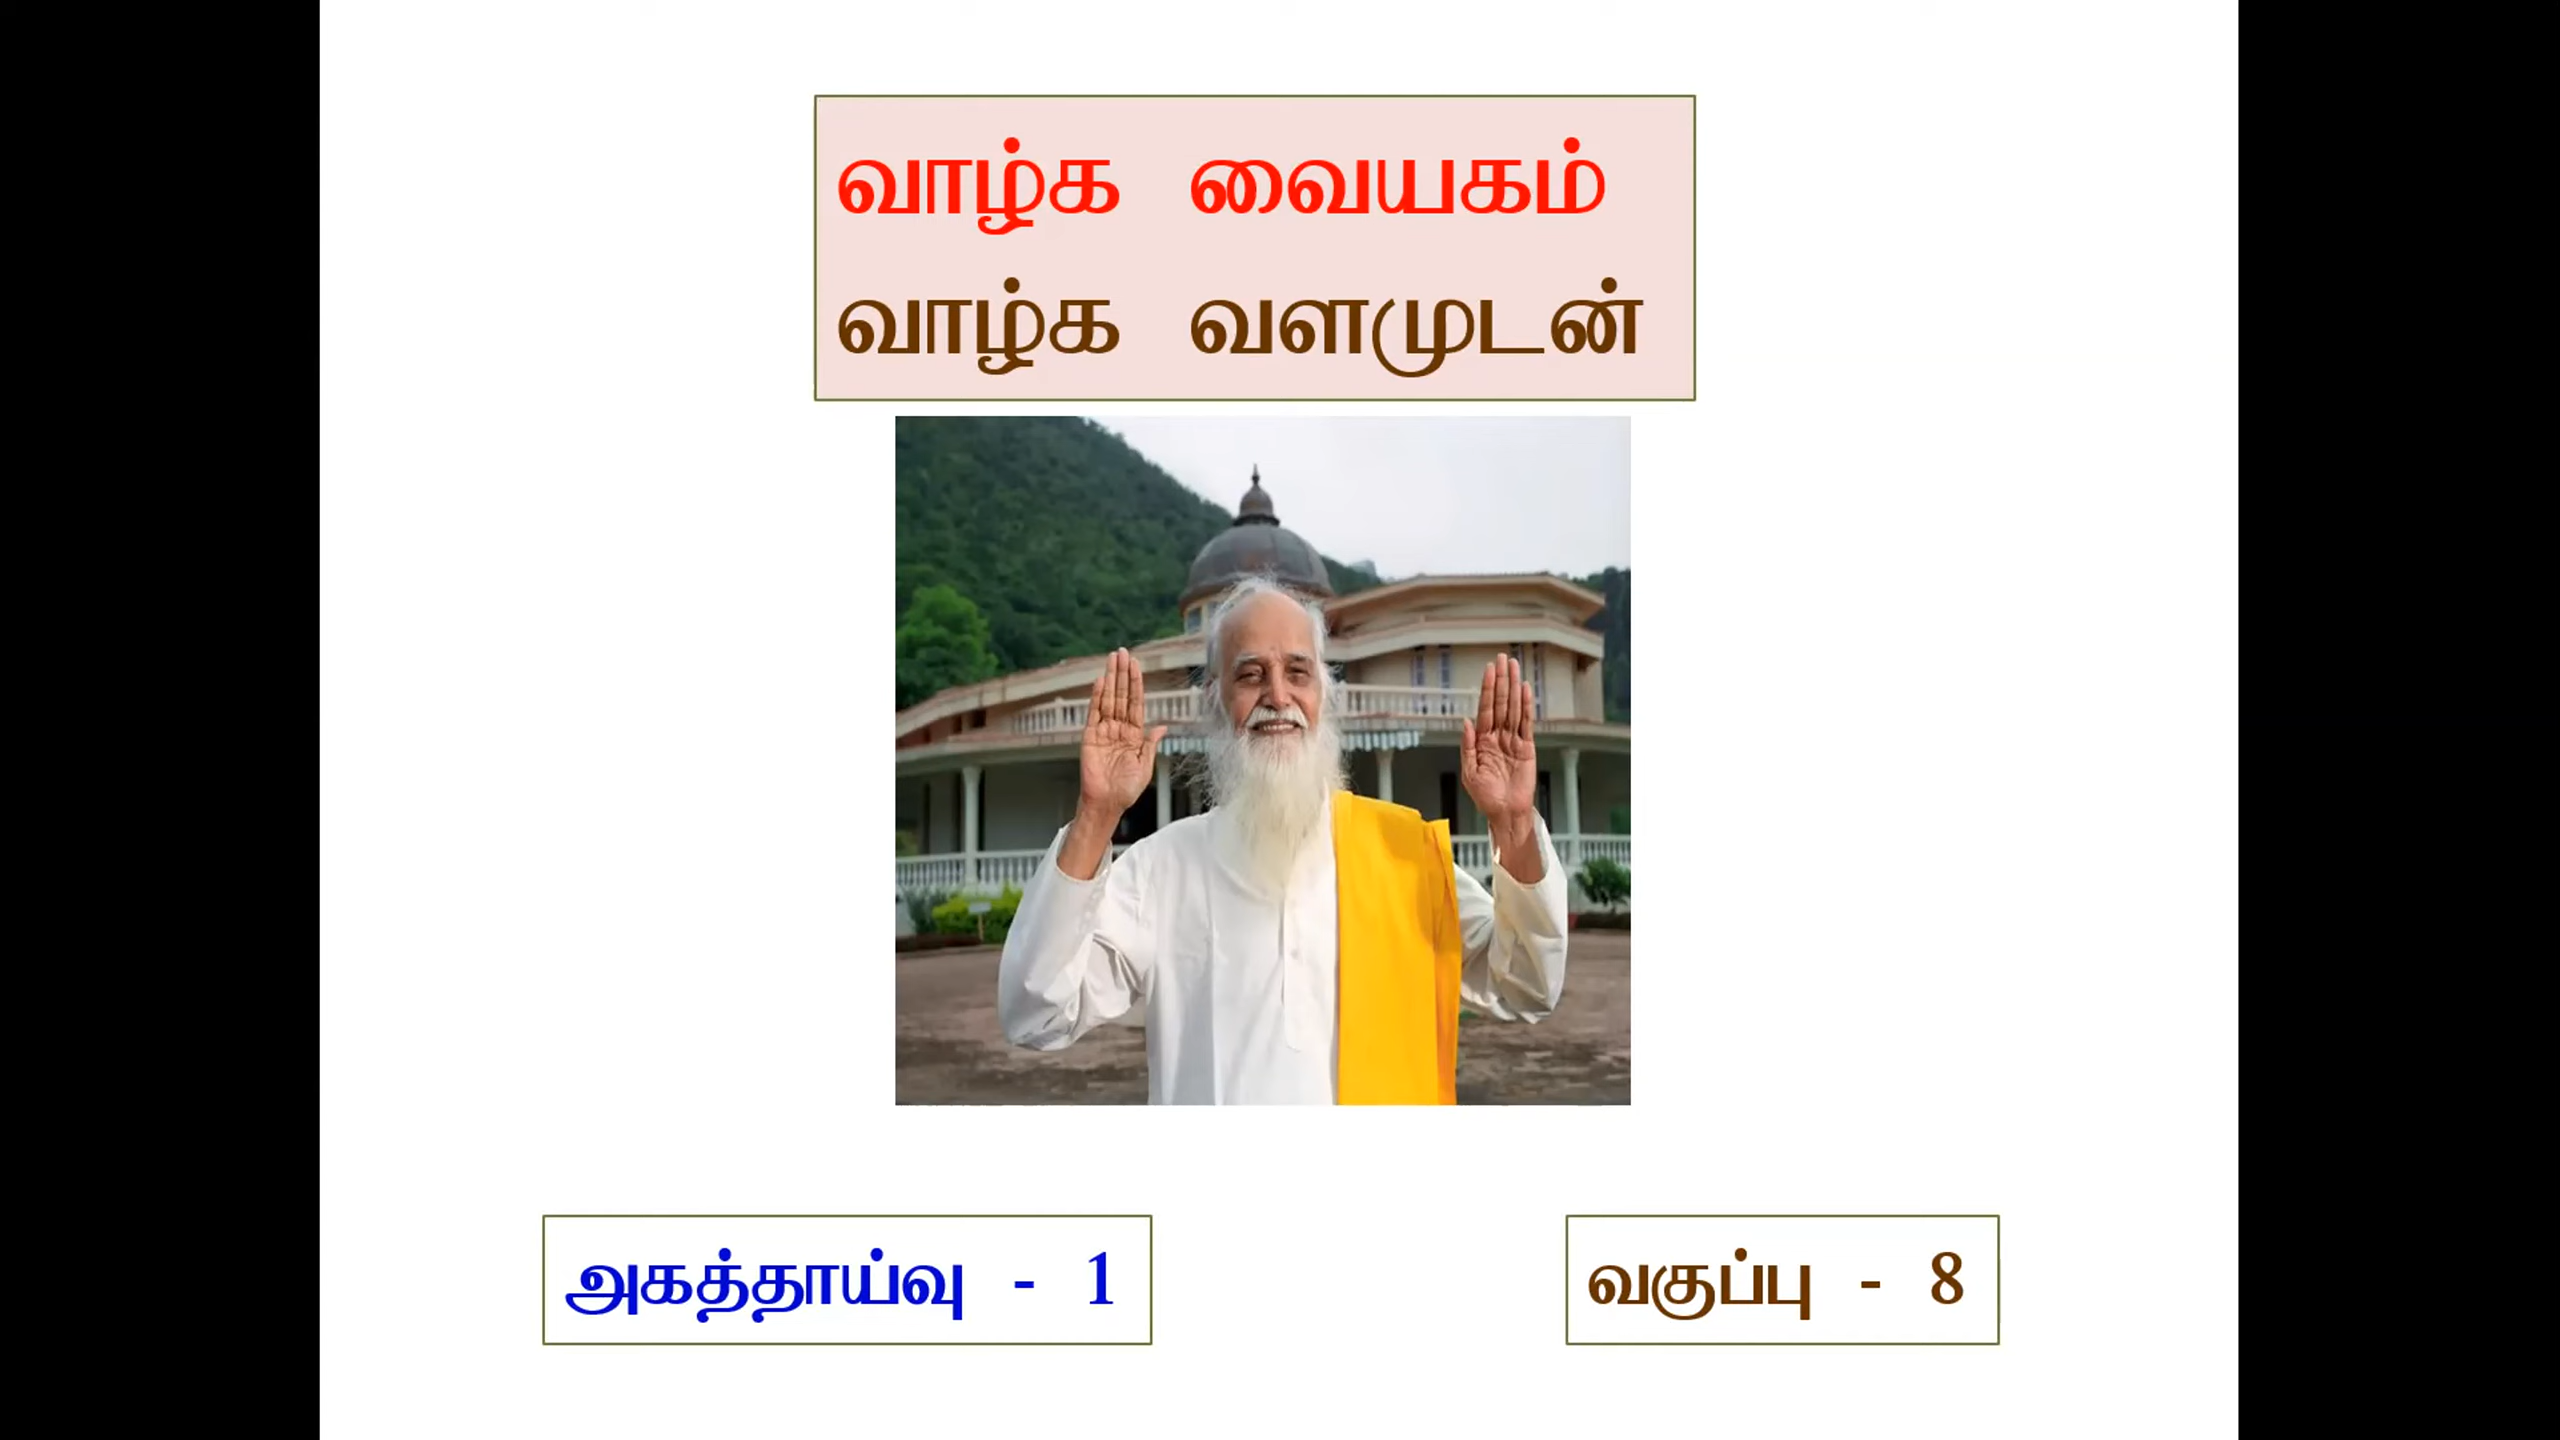 வாழ்க வையகம்
வாழ்க வளமுடன்
அகத்தாய்வு - 1
வகுப்பு - 8